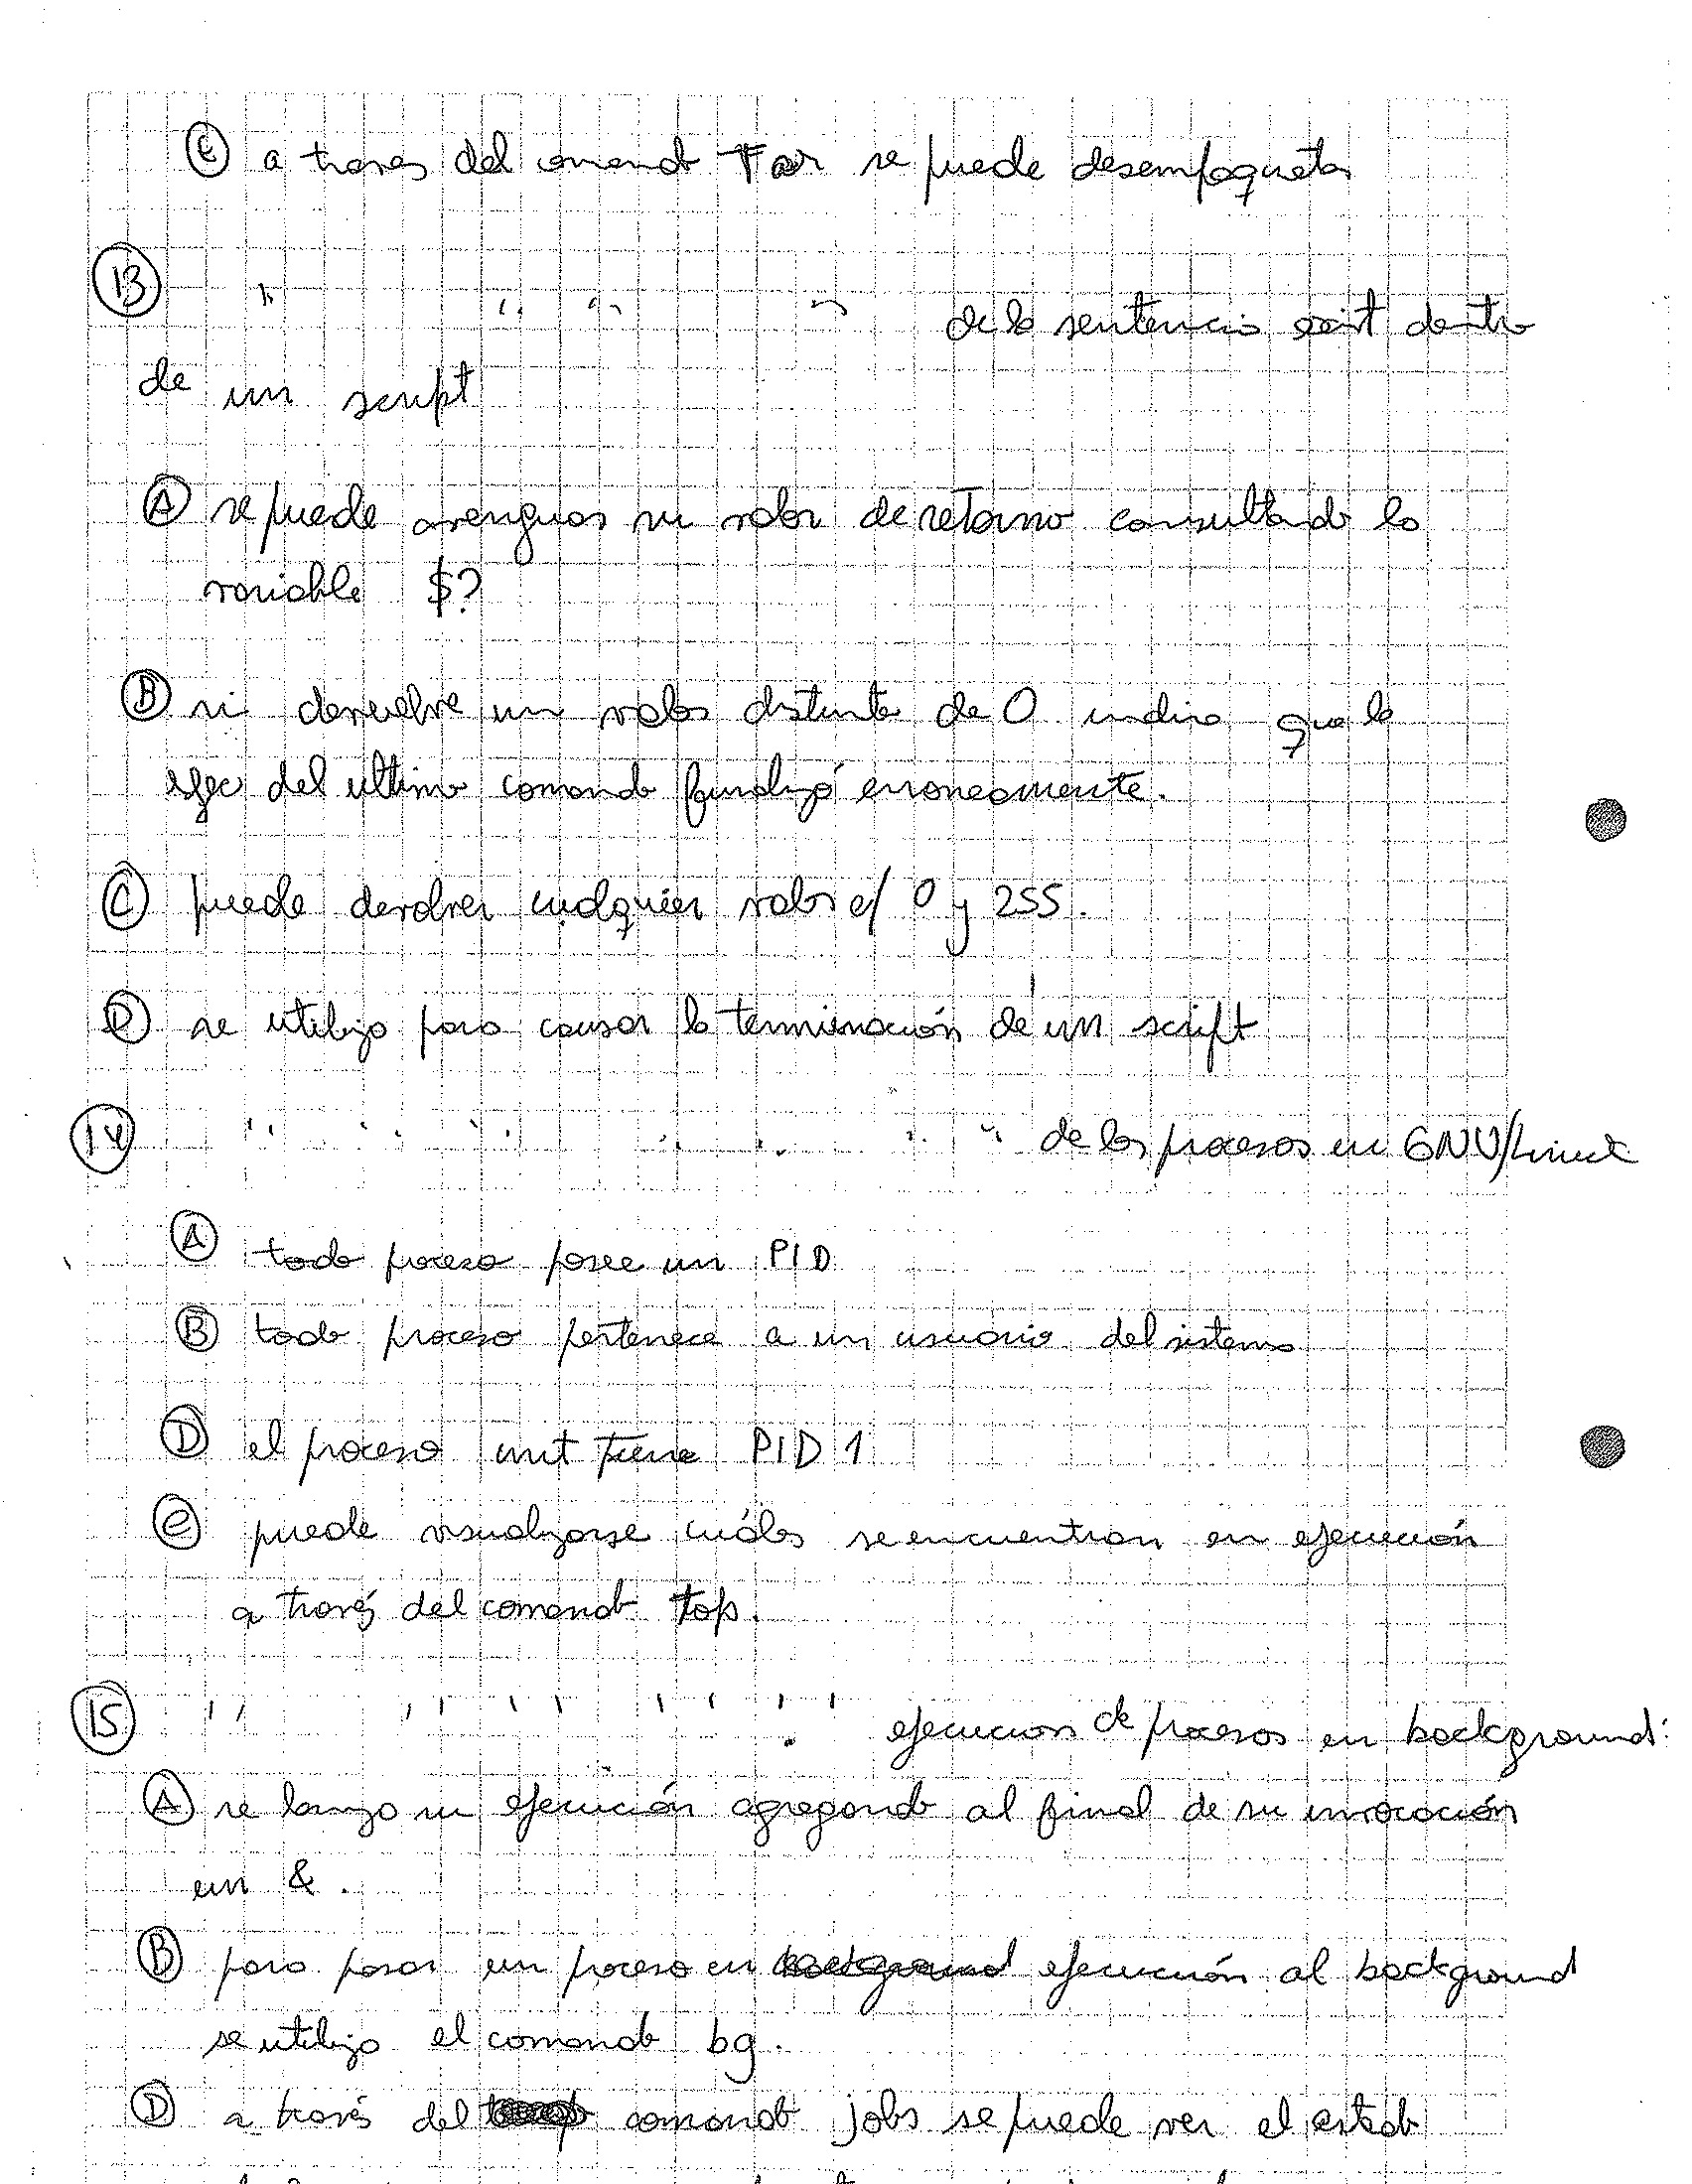 Ⓔ a traves del comando Tar se puede desempaquetar
⑬ " " " " de la sentencia exit dentro
de un script
Ⓐ se puede averiguar su valor de retorno consultando la
variable $?
Ⓑ si devuelve un valor distinto de 0 indica que la
ejec del ultimo comando finalizó erroneamente.
Ⓒ puede devolver cualquier valor e/ 0 y 255.
Ⓓ se utiliza para causar la terminación de un script
⑭ " " " " " " " de los procesos en GNU/Linux
Ⓐ todo proceso posee un PID
Ⓑ todo proceso pertenece a un usuario del sistema
Ⓓ el proceso init tiene PID 1
ⓔ puede visualizarse cuáles se encuentran en ejecución
a través del comando top.
⑮ " " " " " ejecucion de procesos en background:
Ⓐ se lanza su ejecución agregando al final de su invocación
un &.
Ⓑ para pasar un proceso en background ejecución al background
se utiliza el comando bg.
Ⓓ a través del comando jobs se puede ver el estado